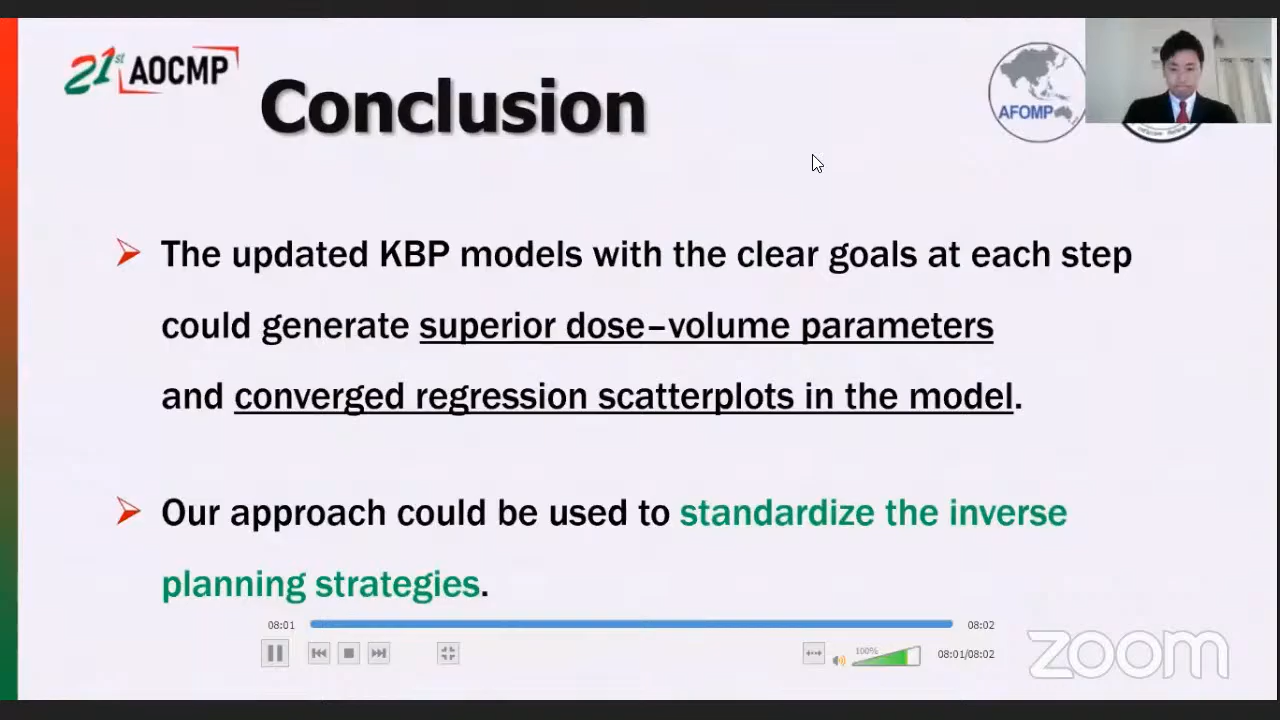 21st AOCMP
Conclusion
AFOMP
The updated KBP models with the clear goals at each step
could generate superior dose–volume parameters
and converged regression scatterplots in the model.
Our approach could be used to standardize the inverse
planning strategies.
08:01
08:02
100%
08:01/08:02
zoom